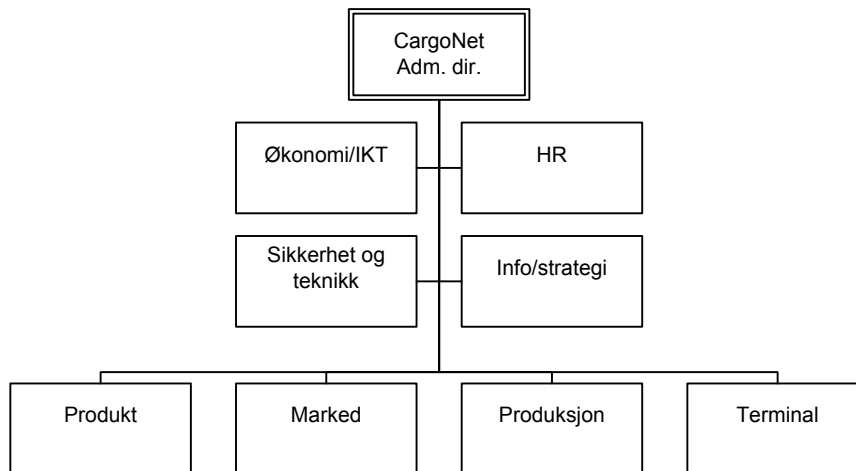 CargoNet
Adm. dir.
Økonomi/IKT
HR
Sikkerhet og
teknikk
Info/strategi
Produkt
Marked
Produksjon
Terminal